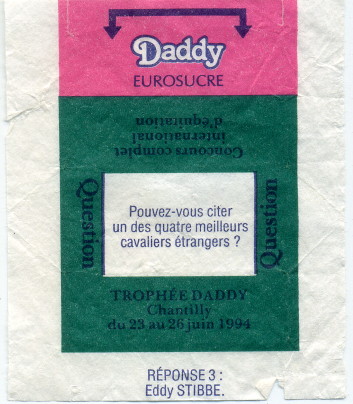 Daddy
EUROSUCRE
Concours complet
international
d'équitation
Question
Pouvez-vous citer
un des quatre meilleurs
cavaliers étrangers ?
Question
TROPHÉE DADDY
Chantilly
du 23 au 26 juin 1994
RÉPONSE 3 :
Eddy STIBBE.